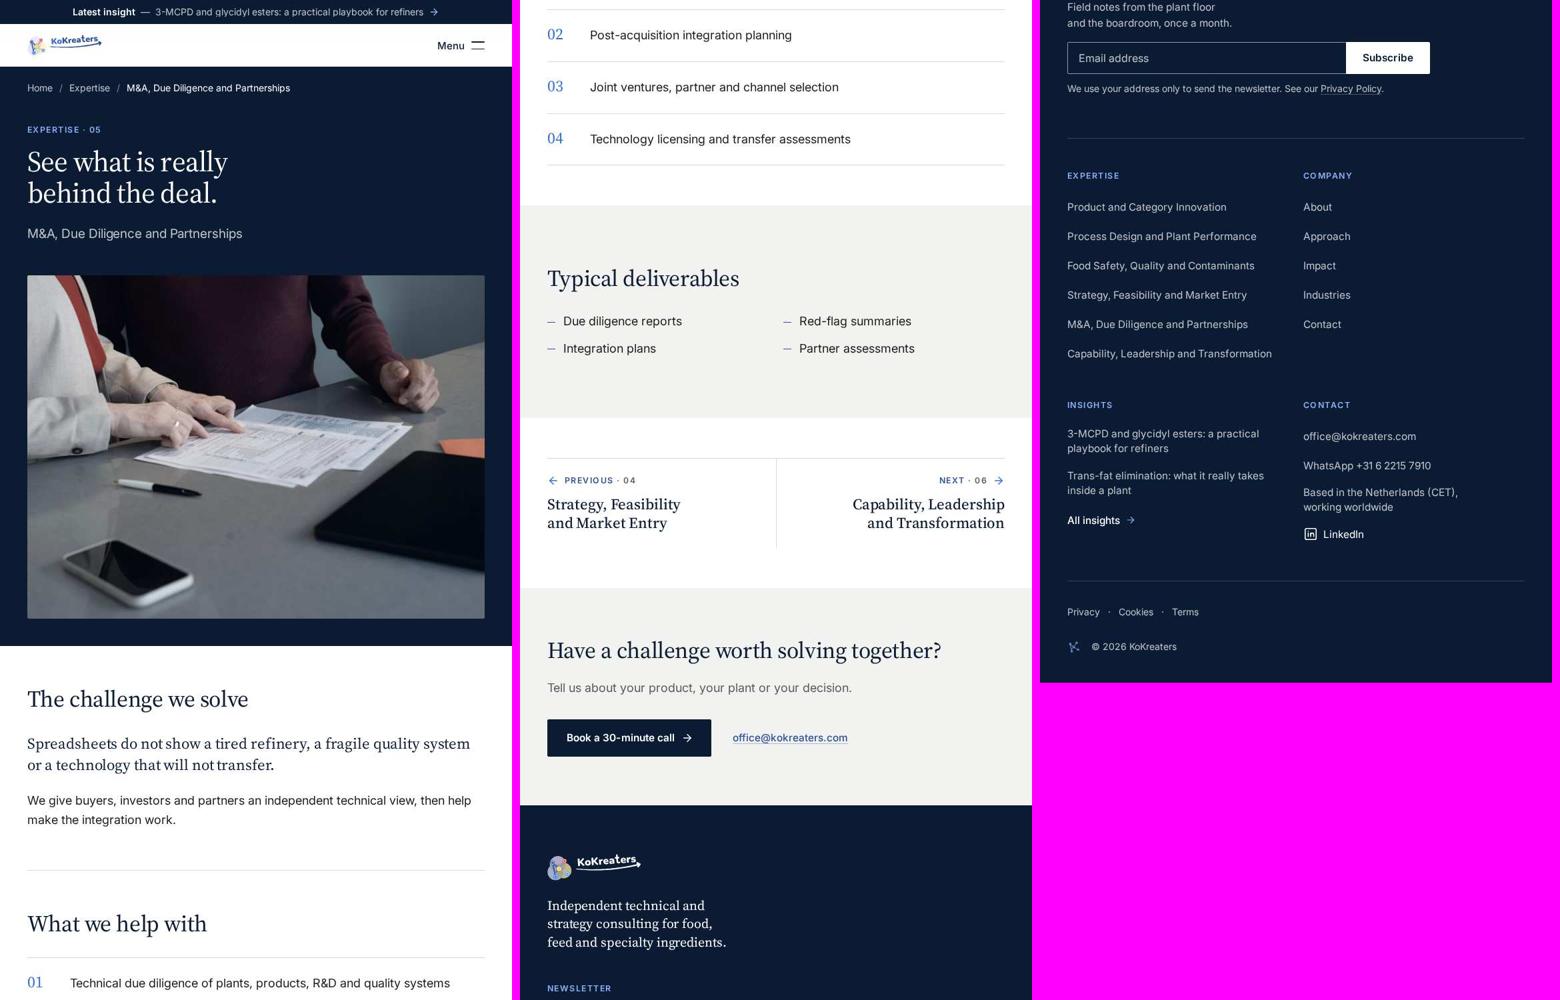 Latest insight — 3-MCPD and glycidyl esters: a practical playbook for refiners →
KoKreaters
Menu
Home / Expertise / M&A, Due Diligence and Partnerships
EXPERTISE · 05
See what is really
behind the deal.
M&A, Due Diligence and Partnerships
The challenge we solve
Spreadsheets do not show a tired refinery, a fragile quality system
or a technology that will not transfer.
We give buyers, investors and partners an independent technical view, then help
make the integration work.
What we help with
01 Technical due diligence of plants, products, R&D and quality systems
02 Post-acquisition integration planning
03 Joint ventures, partner and channel selection
04 Technology licensing and transfer assessments
Typical deliverables
— Due diligence reports
— Red-flag summaries
— Integration plans
— Partner assessments
← PREVIOUS · 04
Strategy, Feasibility
and Market Entry
NEXT · 06 →
Capability, Leadership
and Transformation
Have a challenge worth solving together?
Tell us about your product, your plant or your decision.
Book a 30-minute call →
office@kokreaters.com
KoKreaters
Independent technical and
strategy consulting for food,
feed and specialty ingredients.
NEWSLETTER
Field notes from the plant floor
and the boardroom, once a month.
Email address
Subscribe
We use your address only to send the newsletter. See our Privacy Policy.
EXPERTISE
Product and Category Innovation
Process Design and Plant Performance
Food Safety, Quality and Contaminants
Strategy, Feasibility and Market Entry
M&A, Due Diligence and Partnerships
Capability, Leadership and Transformation
COMPANY
About
Approach
Impact
Industries
Contact
INSIGHTS
3-MCPD and glycidyl esters: a practical
playbook for refiners
Trans-fat elimination: what it really takes
inside a plant
All insights →
CONTACT
office@kokreaters.com
WhatsApp +31 6 2215 7910
Based in the Netherlands (CET),
working worldwide
LinkedIn
Privacy · Cookies · Terms
© 2026 KoKreaters